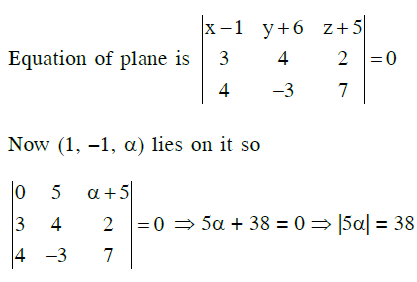 |x−1 y+6 z+5|
Equation of plane is | 3 4 2 | = 0
| 4 −3 7 |
Now (1, −1, α) lies on it so
|0 5 α+5|
|3 4 2| = 0 ⇒ 5α + 38 = 0 ⇒ |5α| = 38
|4 −3 7|